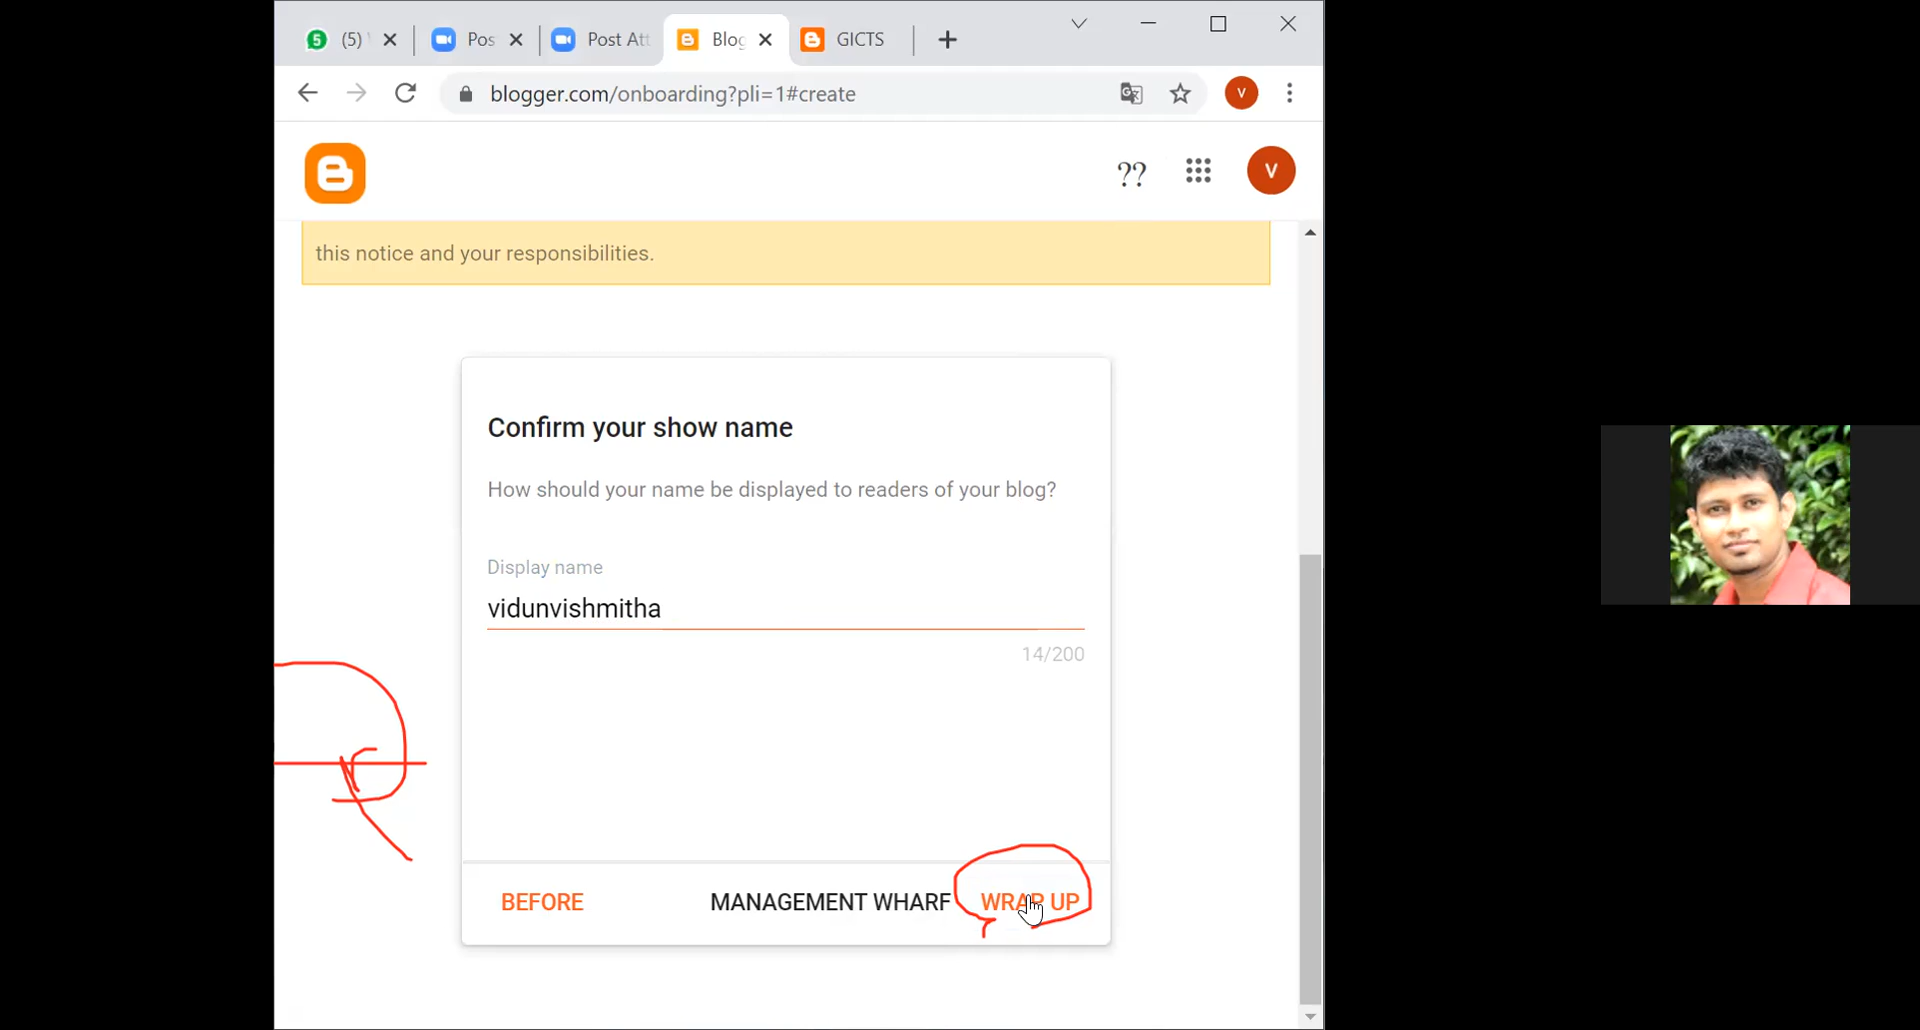 5 (5)
Pos
Post Att
Blog
GICTS
blogger.com/onboarding?pli=1#create
V
??
V
this notice and your responsibilities.
Confirm your show name
How should your name be displayed to readers of your blog?
Display name
vidunvishmitha
14/200
BEFORE MANAGEMENT WHARF WRAP UP